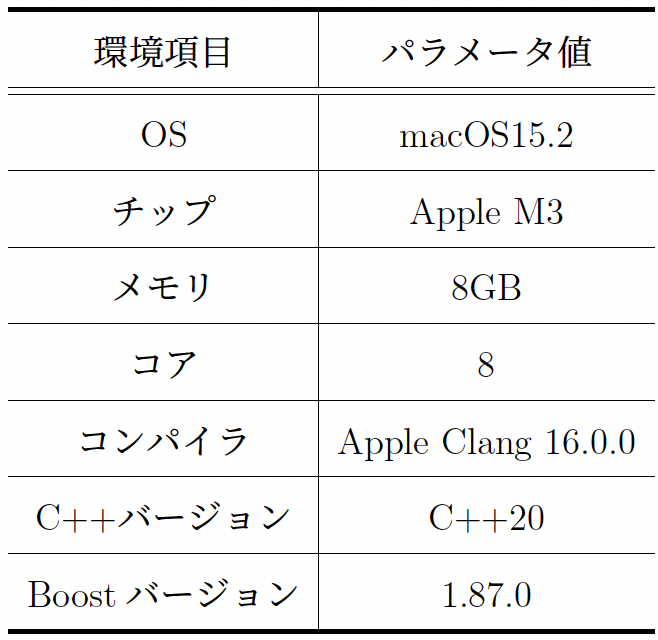 環境項目 パラメータ値
OS macOS15.2
チップ Apple M3
メモリ 8GB
コア 8
コンパイラ Apple Clang 16.0.0
C++バージョン C++20
Boost バージョン 1.87.0